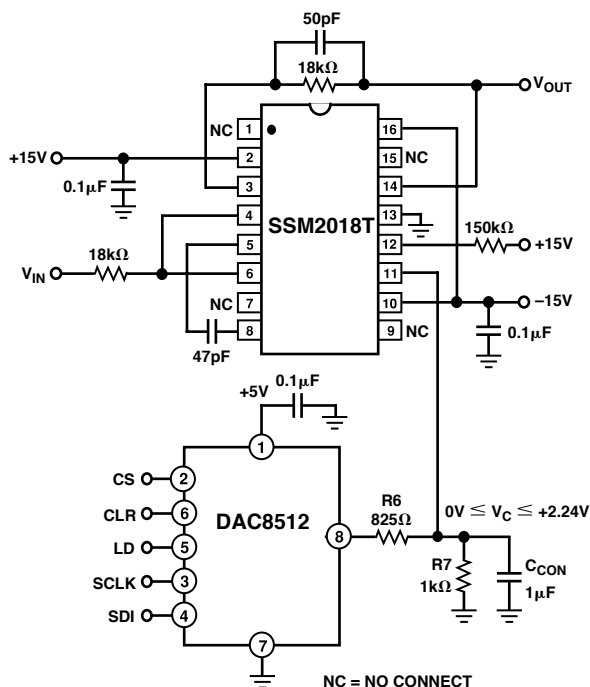 50pF
18kΩ
VOUT
NC 1
16
+15V
2
15 NC
0.1μF
3
14
SSM2018T
4
13
18kΩ
5
12
150kΩ
+15V
VIN
6
11
NC 7
10
–15V
8
9 NC
47pF
0.1μF
+5V
0.1μF
1
CS 2
CLR 6
DAC8512
LD 5
8
R6
825Ω
0V ≤ VC ≤ +2.24V
SCLK 3
R7
1kΩ
CCON
1μF
SDI 4
7
NC = NO CONNECT